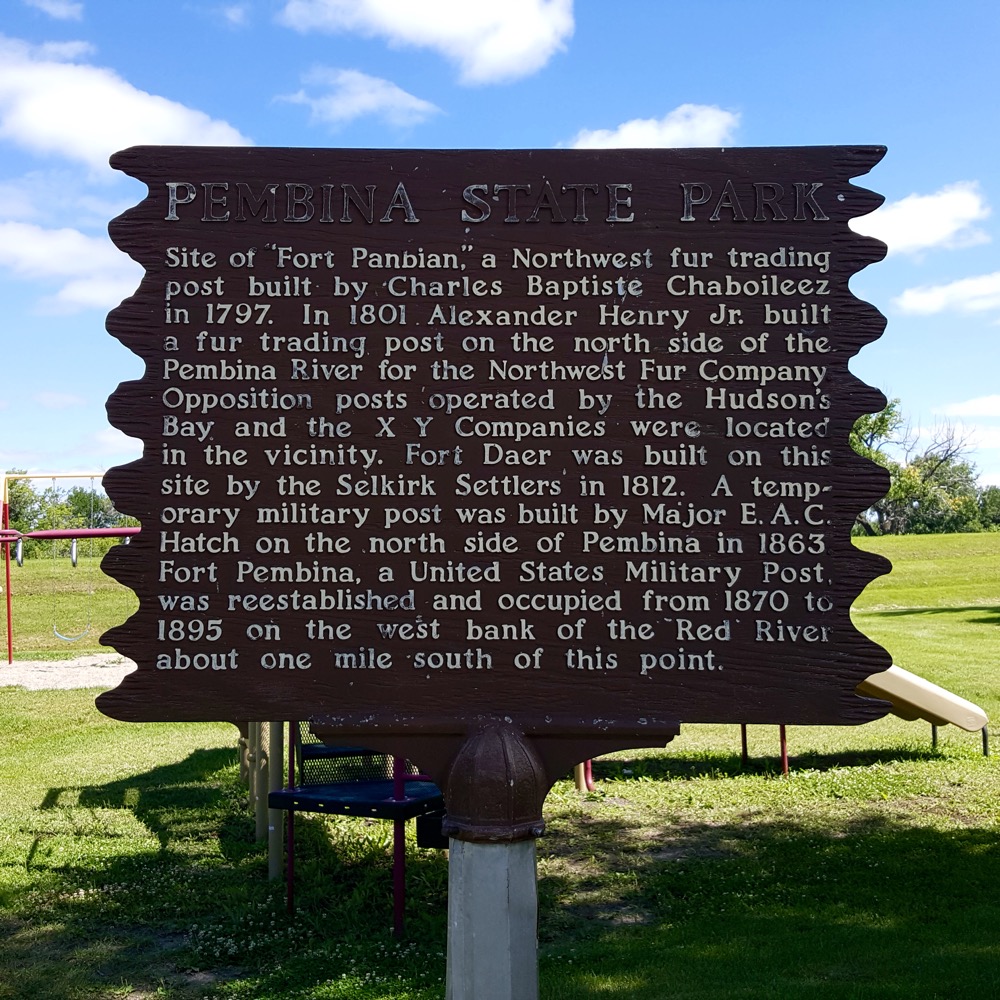 PEMBINA STATE PARK
Site of "Fort Panbian," a Northwest fur trading
post built by Charles Baptiste Chaboileez
in 1797. In 1801 Alexander Henry Jr. built
a fur trading post on the north side of the
Pembina River for the Northwest Fur Company
Opposition posts operated by the Hudson's
Bay and the X Y Companies were located
in the vicinity. Fort Daer was built on this
site by the Selkirk Settlers in 1812. A temp-
orary military post was built by Major E. A. C.
Hatch on the north side of Pembina in 1863
Fort Pembina, a United States Military Post,
was reestablished and occupied from 1870 to
1895 on the west bank of the Red River
about one mile south of this point.